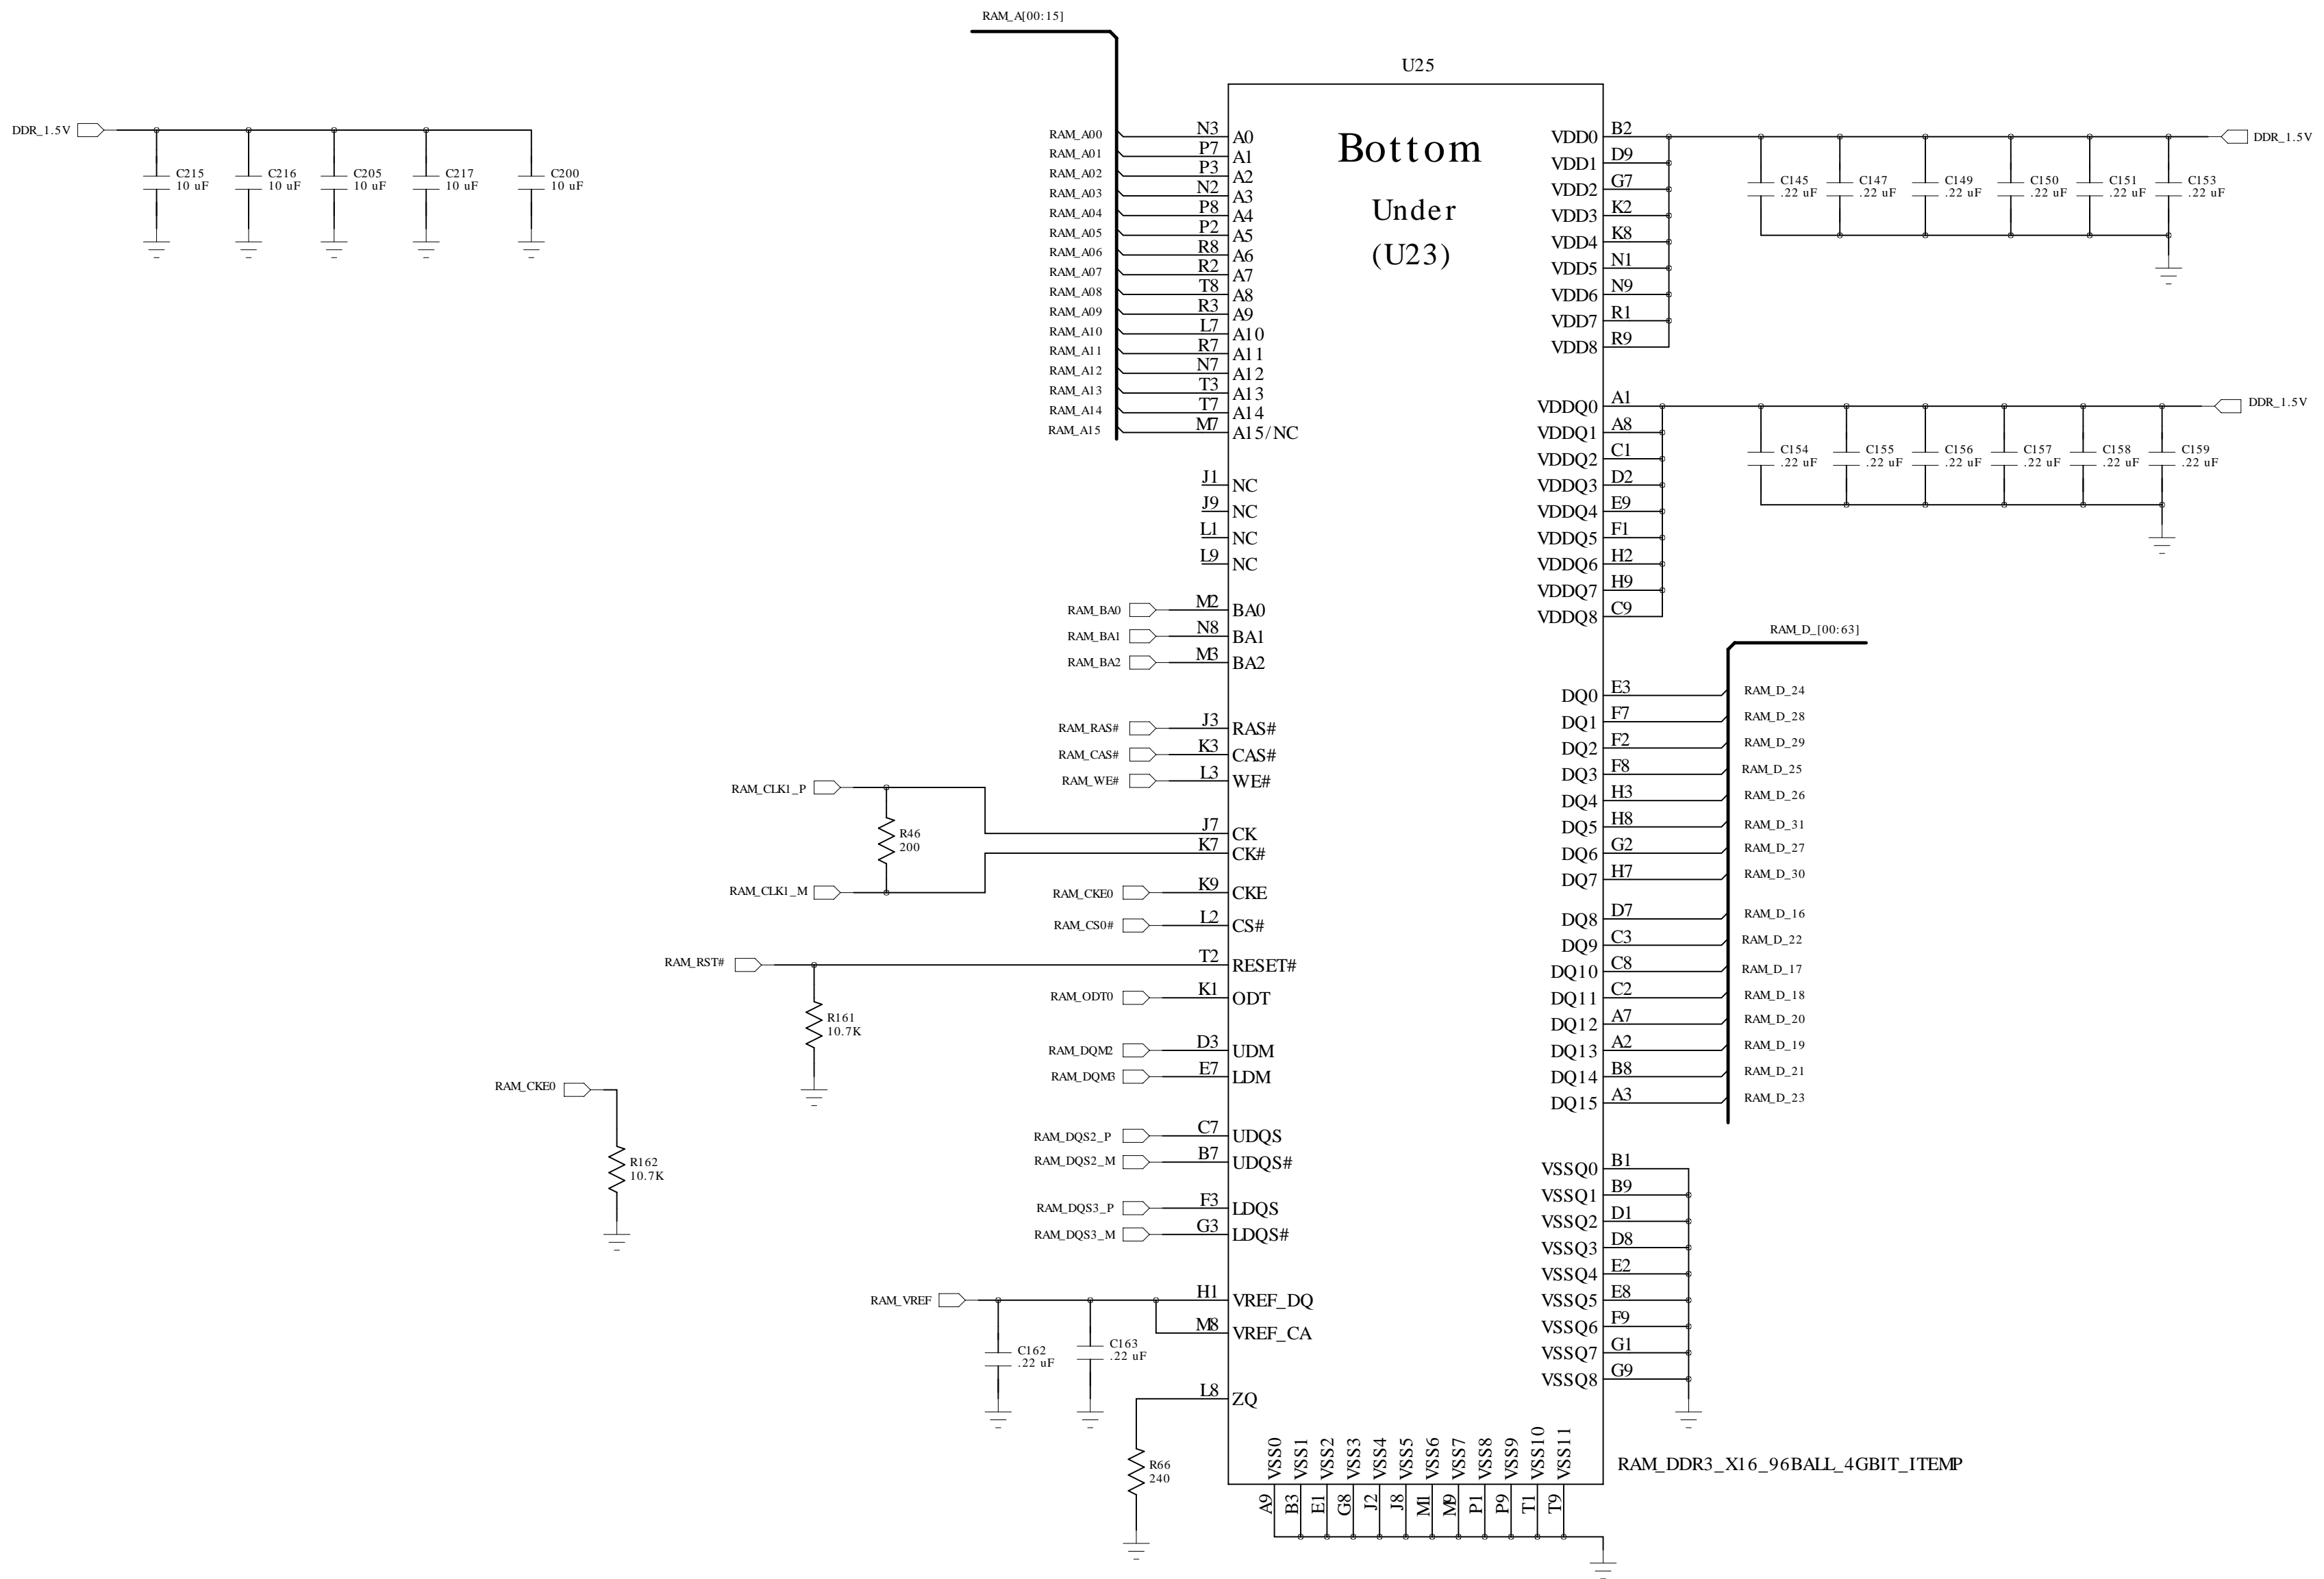 RAM_A[00:15]
U25
Bottom
Under
(U23)
DDR_1.5V
C215
10 uF
C216
10 uF
C205
10 uF
C217
10 uF
C200
10 uF
RAM_A00 N3 A0
RAM_A01 P7 A1
RAM_A02 P3 A2
RAM_A03 N2 A3
RAM_A04 P8 A4
RAM_A05 P2 A5
RAM_A06 R8 A6
RAM_A07 R2 A7
RAM_A08 T8 A8
RAM_A09 R3 A9
RAM_A10 L7 A10
RAM_A11 R7 A11
RAM_A12 N7 A12
RAM_A13 T3 A13
RAM_A14 T7 A14
RAM_A15 M7 A15/NC
J1 NC
J9 NC
L1 NC
L9 NC
RAM_BA0 M2 BA0
RAM_BA1 N8 BA1
RAM_BA2 M3 BA2
RAM_RAS# J3 RAS#
RAM_CAS# K3 CAS#
RAM_WE# L3 WE#
RAM_CLK1_P J7 CK
R46
200
K7 CK#
RAM_CLK1_M
RAM_CKE0 K9 CKE
RAM_CS0# L2 CS#
RAM_RST# T2 RESET#
R161
10.7K
RAM_ODT0 K1 ODT
RAM_DQM2 D3 UDM
RAM_DQM3 E7 LDM
RAM_CKE0
R162
10.7K
RAM_DQS2_P C7 UDQS
RAM_DQS2_M B7 UDQS#
RAM_DQS3_P F3 LDQS
RAM_DQS3_M G3 LDQS#
RAM_VREF H1 VREF_DQ
M8 VREF_CA
C162
.22 uF
C163
.22 uF
L8 ZQ
R66
240
VDD0 B2 DDR_1.5V
VDD1 D9
VDD2 G7
VDD3 K2
VDD4 K8
VDD5 N1
VDD6 N9
VDD7 R1
VDD8 R9
C145
.22 uF
C147
.22 uF
C149
.22 uF
C150
.22 uF
C151
.22 uF
C153
.22 uF
VDDQ0 A1 DDR_1.5V
VDDQ1 A8
VDDQ2 C1
VDDQ3 D2
VDDQ4 E9
VDDQ5 F1
VDDQ6 H2
VDDQ7 H9
VDDQ8 C9
C154
.22 uF
C155
.22 uF
C156
.22 uF
C157
.22 uF
C158
.22 uF
C159
.22 uF
RAM_D_[00:63]
DQ0 E3 RAM_D_24
DQ1 F7 RAM_D_28
DQ2 F2 RAM_D_29
DQ3 F8 RAM_D_25
DQ4 H3 RAM_D_26
DQ5 H8 RAM_D_31
DQ6 G2 RAM_D_27
DQ7 H7 RAM_D_30
DQ8 D7 RAM_D_16
DQ9 C3 RAM_D_22
DQ10 C8 RAM_D_17
DQ11 C2 RAM_D_18
DQ12 A7 RAM_D_20
DQ13 A2 RAM_D_19
DQ14 B8 RAM_D_21
DQ15 A3 RAM_D_23
VSSQ0 B1
VSSQ1 B9
VSSQ2 D1
VSSQ3 D8
VSSQ4 E2
VSSQ5 E8
VSSQ6 F9
VSSQ7 G1
VSSQ8 G9
VSS0 A9
VSS1 B3
VSS2 E1
VSS3 G8
VSS4 J2
VSS5 J8
VSS6 M1
VSS7 M9
VSS8 P1
VSS9 P9
VSS10 T1
VSS11 T9
RAM_DDR3_X16_96BALL_4GBIT_ITEMP